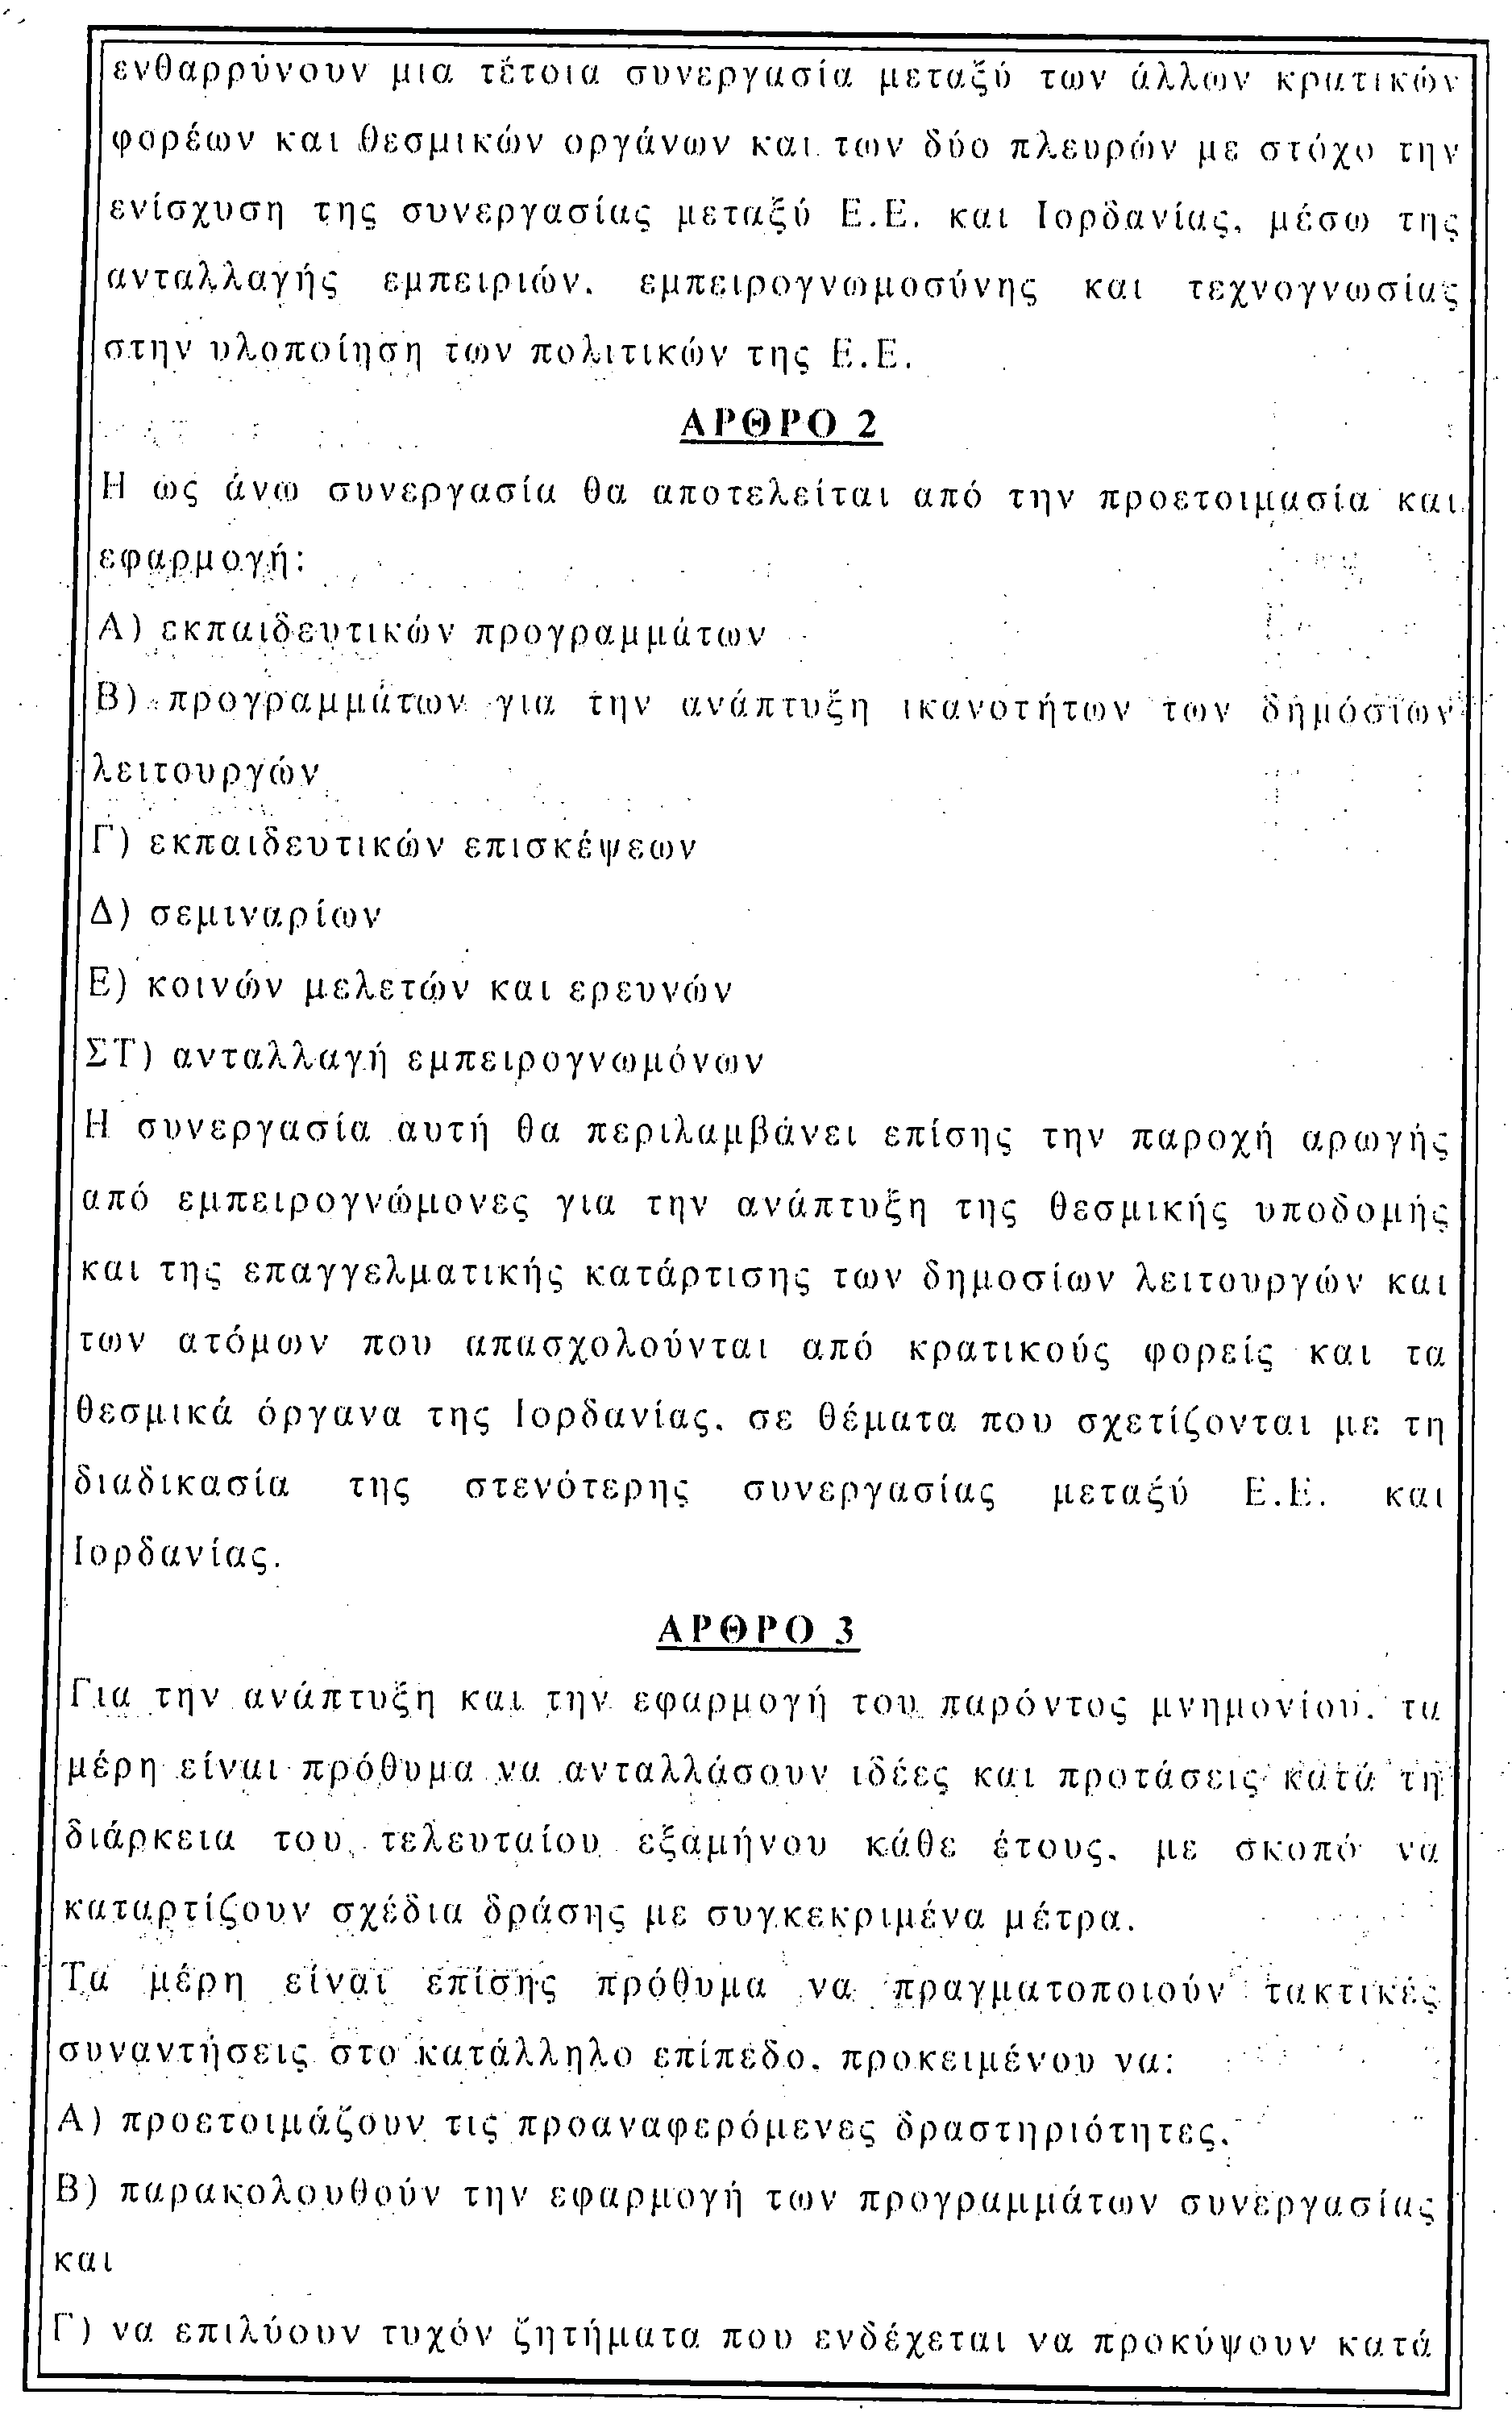 ενθαρρύνουν μια τέτοια συνεργασία μεταξύ των άλλων κρατικών
φορέων και θεσμικών οργάνων και των δύο πλευρών με στόχο την
ενίσχυση της συνεργασίας μεταξύ Ε.Ε. και Ιορδανίας, μέσω της
ανταλλαγής εμπειριών, εμπειρογνωμοσύνης και τεχνογνωσίας
στην υλοποίηση των πολιτικών της Ε.Ε.
ΑΡΘΡΟ 2
Η ως άνω συνεργασία θα αποτελείται από την προετοιμασία και
εφαρμογή:
Α) εκπαιδευτικών προγραμμάτων
Β) προγραμμάτων για την ανάπτυξη ικανοτήτων των δημόσιων
λειτουργών
Γ) εκπαιδευτικών επισκέψεων
Δ) σεμιναρίων
Ε) κοινών μελετών και ερευνών
ΣΤ) ανταλλαγή εμπειρογνωμόνων
Η συνεργασία αυτή θα περιλαμβάνει επίσης την παροχή αρωγής
από εμπειρογνώμονες για την ανάπτυξη της θεσμικής υποδομής
και της επαγγελματικής κατάρτισης των δημοσίων λειτουργών και
των ατόμων που απασχολούνται από κρατικούς φορείς και τα
θεσμικά όργανα της Ιορδανίας, σε θέματα που σχετίζονται με τη
διαδικασία της στενότερης συνεργασίας μεταξύ Ε.Ε. και
Ιορδανίας.
ΑΡΘΡΟ 3
Για την ανάπτυξη και την εφαρμογή του παρόντος μνημονίου, τα
μέρη είναι πρόθυμα να ανταλλάσουν ιδέες και προτάσεις κατά τη
διάρκεια του τελευταίου εξαμήνου κάθε έτους, με σκοπό να
καταρτίζουν σχέδια δράσης με συγκεκριμένα μέτρα.
Τα μέρη είναι επίσης πρόθυμα να πραγματοποιούν τακτικές
συναντήσεις στο κατάλληλο επίπεδο, προκειμένου να:
Α) προετοιμάζουν τις προαναφερόμενες δραστηριότητες,
Β) παρακολουθούν την εφαρμογή των προγραμμάτων συνεργασίας
και
Γ) να επιλύουν τυχόν ζητήματα που ενδέχεται να προκύψουν κατά